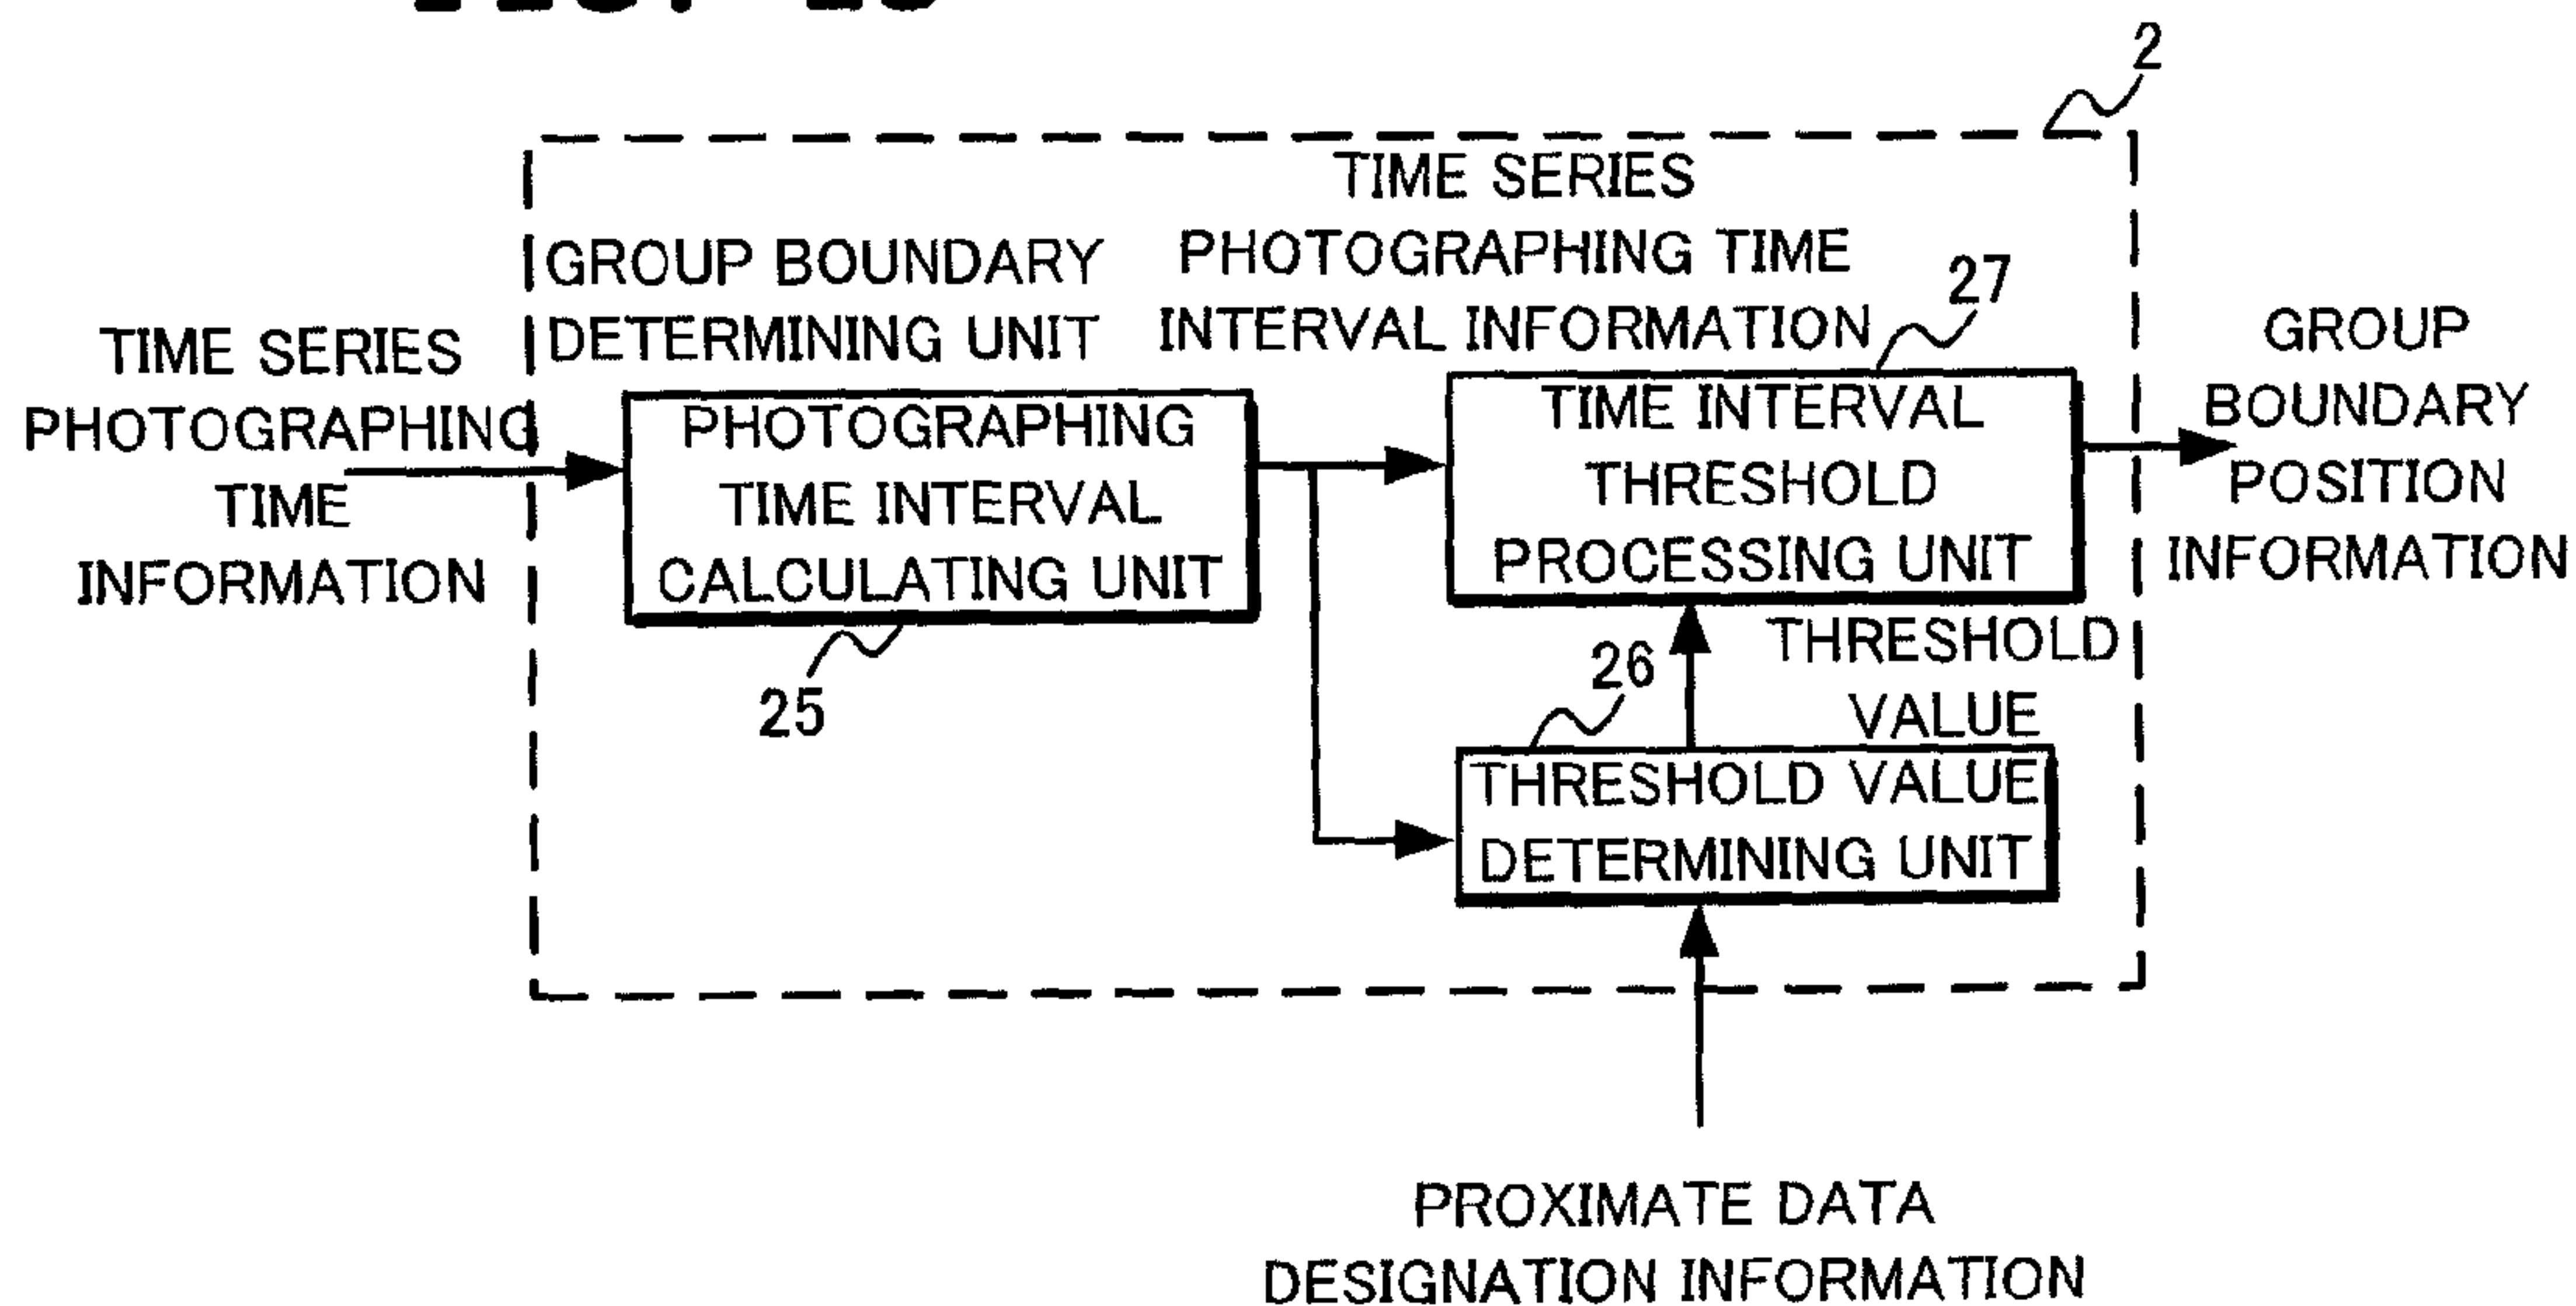 2
TIME SERIES
PHOTOGRAPHING TIME
INTERVAL INFORMATION
GROUP BOUNDARY
DETERMINING UNIT
27
TIME SERIES
PHOTOGRAPHING
TIME
INFORMATION
PHOTOGRAPHING
TIME INTERVAL
CALCULATING UNIT
25
TIME INTERVAL
THRESHOLD
PROCESSING UNIT
GROUP
BOUNDARY
POSITION
INFORMATION
26
THRESHOLD
VALUE
THRESHOLD VALUE
DETERMINING UNIT
PROXIMATE DATA
DESIGNATION INFORMATION